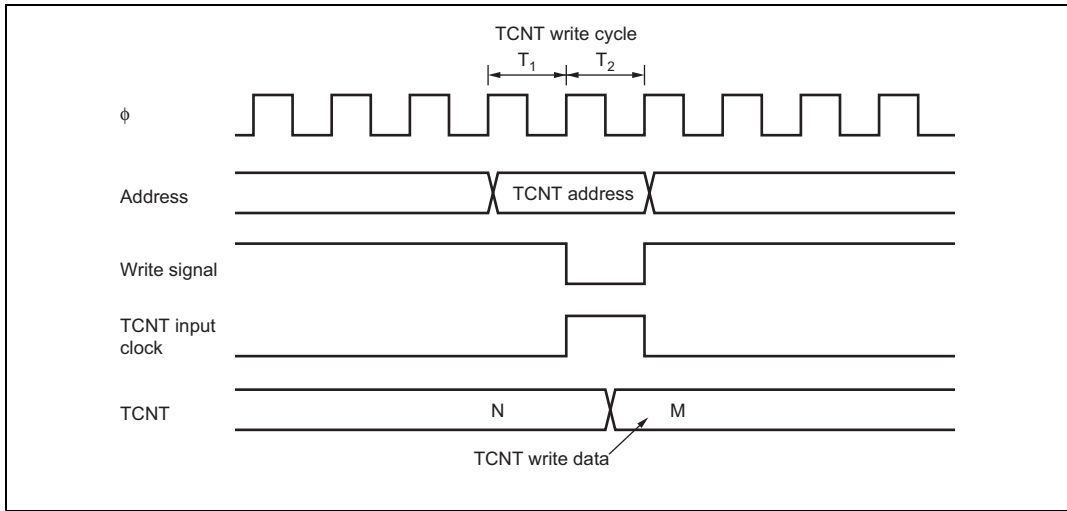 TCNT write cycle
T1 T2
ϕ
Address
TCNT address
Write signal
TCNT input
clock
TCNT
N
M
TCNT write data